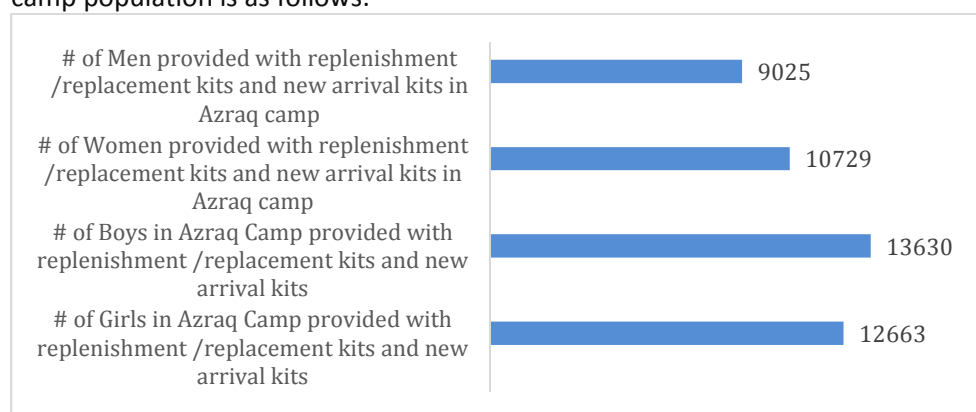 camp population is as follows:
# of Men provided with replenishment
/replacement kits and new arrival kits in
Azraq camp
9025
# of Women provided with replenishment
/replacement kits and new arrival kits in
Azraq camp
10729
# of Boys in Azraq Camp provided with
replenishment /replacement kits and new
arrival kits
13630
# of Girls in Azraq Camp provided with
replenishment /replacement kits and new
arrival kits
12663